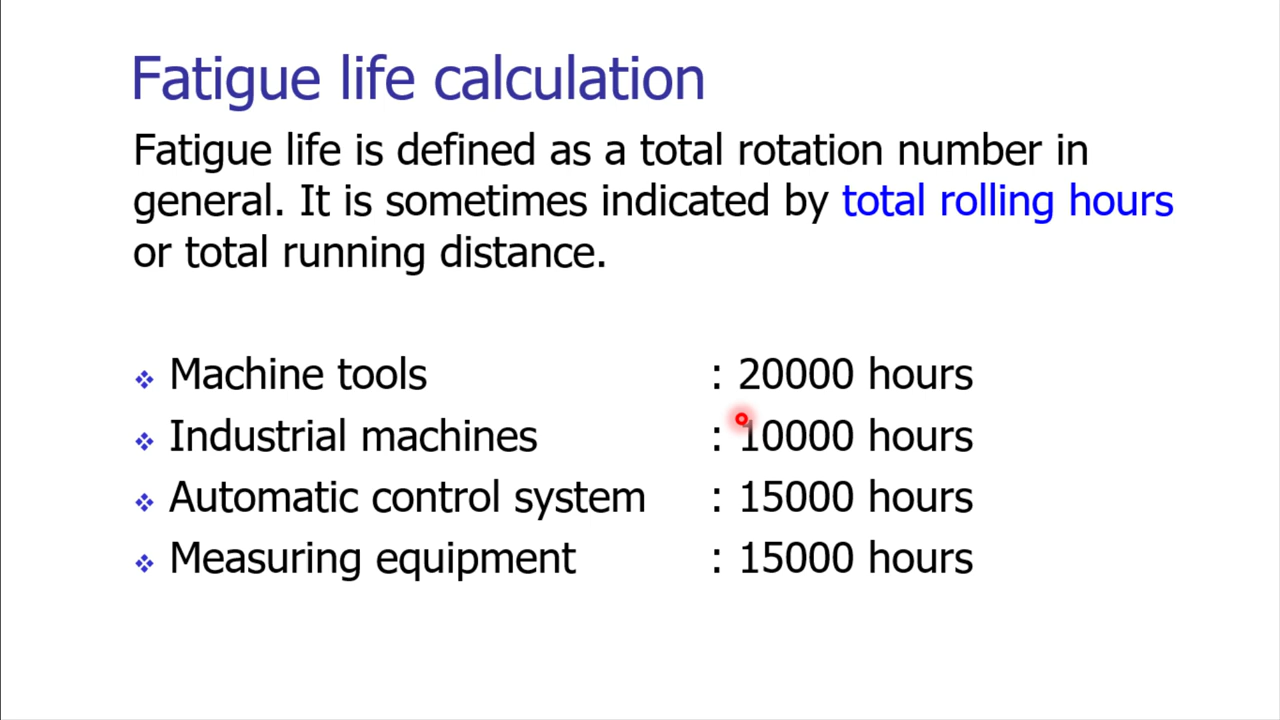 Fatigue life calculation
Fatigue life is defined as a total rotation number in
general. It is sometimes indicated by total rolling hours
or total running distance.
❖ Machine tools : 20000 hours
❖ Industrial machines : 10000 hours
❖ Automatic control system : 15000 hours
❖ Measuring equipment : 15000 hours